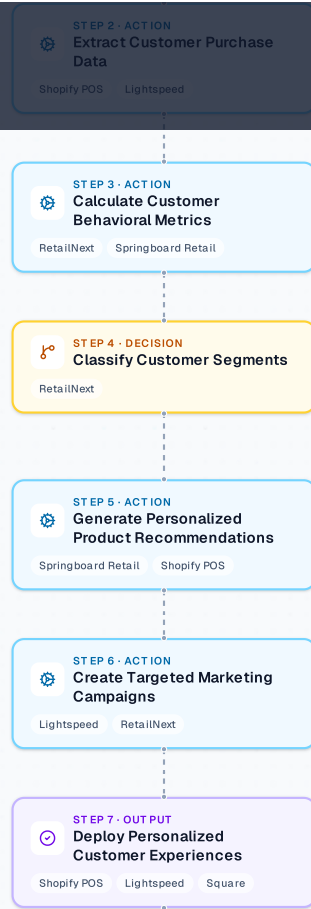 STEP 2 · ACTION
Extract Customer Purchase
Data
Shopify POS Lightspeed
STEP 3 · ACTION
Calculate Customer
Behavioral Metrics
RetailNext Springboard Retail
STEP 4 · DECISION
Classify Customer Segments
RetailNext
STEP 5 · ACTION
Generate Personalized
Product Recommendations
Springboard Retail Shopify POS
STEP 6 · ACTION
Create Targeted Marketing
Campaigns
Lightspeed RetailNext
STEP 7 · OUTPUT
Deploy Personalized
Customer Experiences
Shopify POS Lightspeed Square